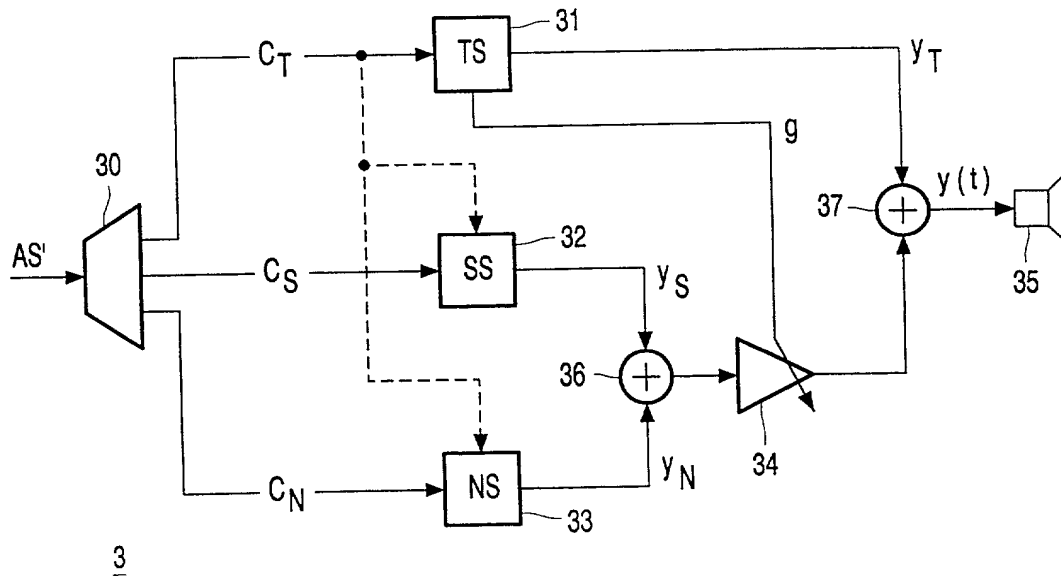 31
C_T
TS
y_T
g
30
37
y(t)
AS'
32
C_S
SS
y_S
35
36
34
C_N
NS
y_N
33
3